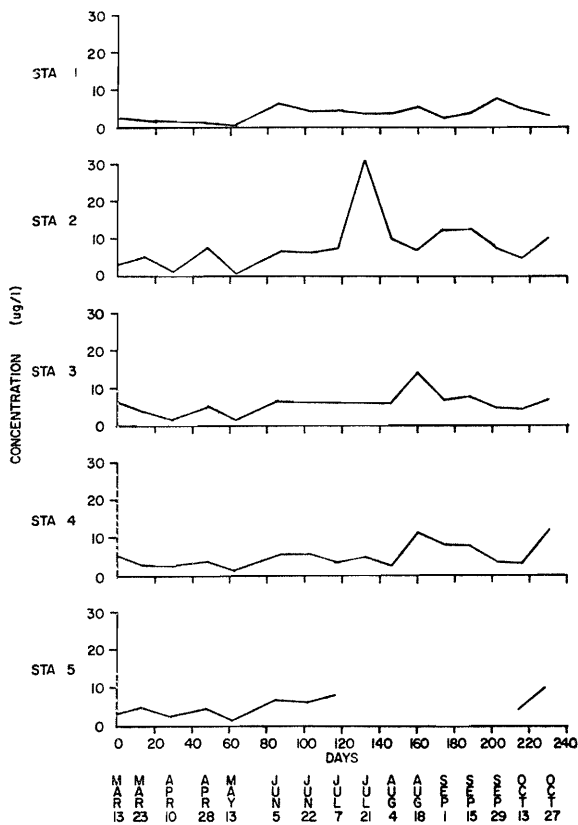 30
20
10
0
STA 1
30
20
10
0
STA 2
30
20
10
0
STA 3
30
20
10
0
STA 4
30
20
10
0
STA 5
CONCENTRATION (ug/l)
0 20 40 60 80 100 120 140 160 180 200 220 240
DAYS
MAR 13
MAR 23
APR 10
APR 28
MAY 13
JUN 5
JUN 22
JUL 7
JUL 21
AUG 4
AUG 18
SEP 1
SEP 15
SEP 29
OCT 13
OCT 27